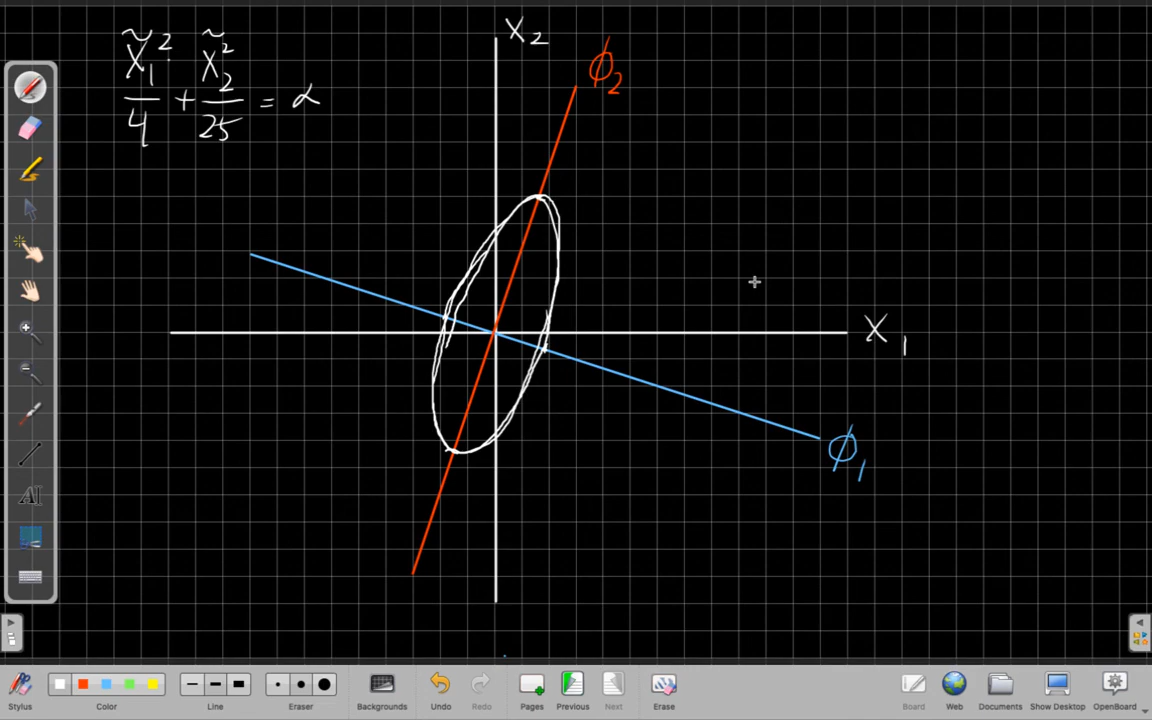 X̃₁²/4 + X̃₂²/25 = α
X₂
ϕ₂
X₁
ϕ₁
AI
Stylus Color Line Eraser Backgrounds Undo Redo Pages Previous Next Erase Board Web Documents Show Desktop OpenBoard